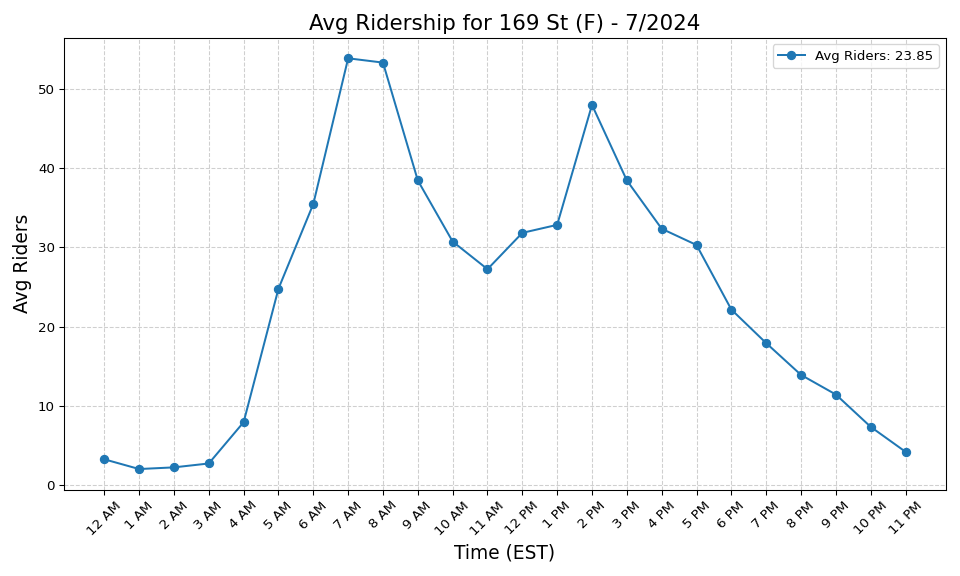 Avg Ridership for 169 St (F) - 7/2024
Avg Riders: 23.85
Avg Riders
50
40
30
20
10
0
12 AM 1 AM 2 AM 3 AM 4 AM 5 AM 6 AM 7 AM 8 AM 9 AM 10 AM 11 AM 12 PM 1 PM 2 PM 3 PM 4 PM 5 PM 6 PM 7 PM 8 PM 9 PM 10 PM 11 PM
Time (EST)